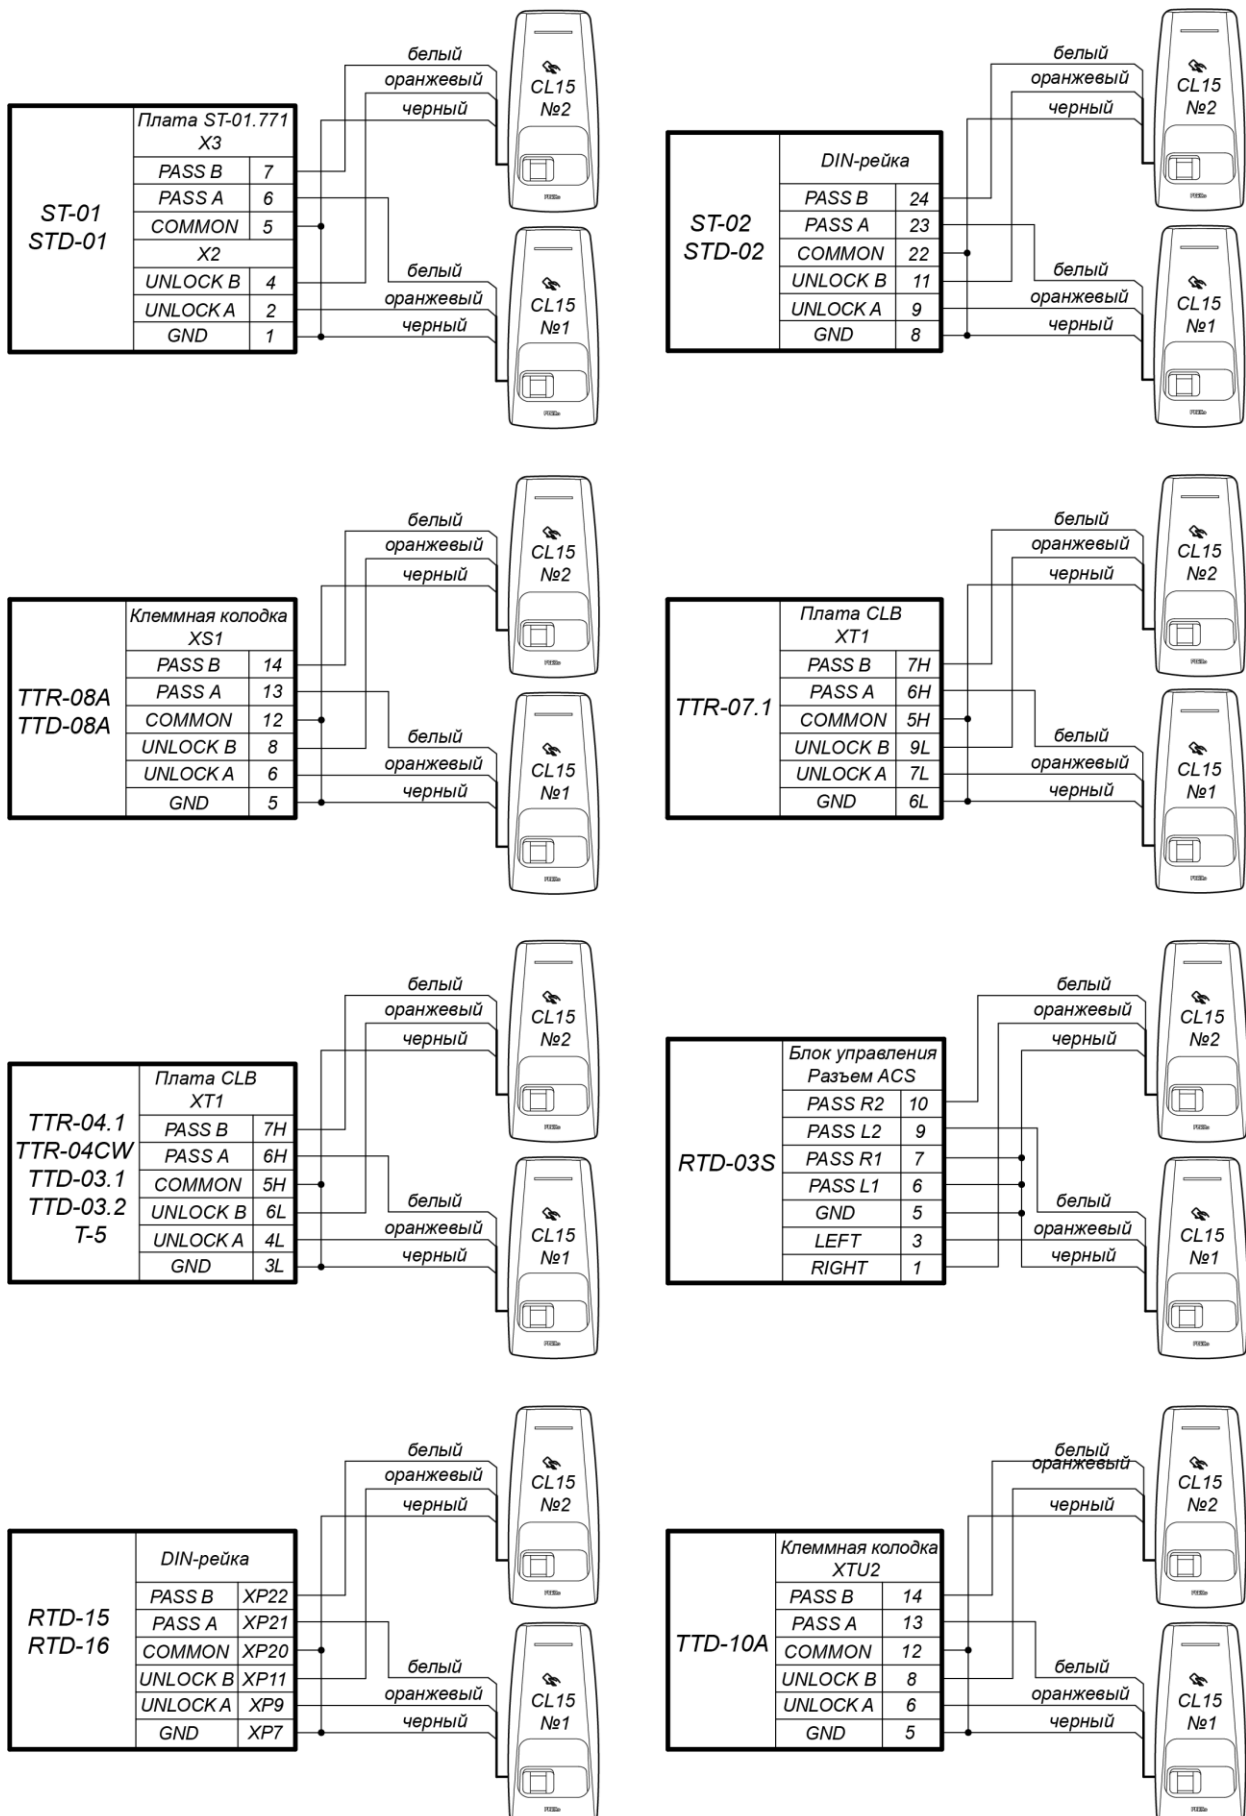 белый
оранжевый
черный
CL15
№2
Плата ST-01.771
X3
PASS B 7
PASS A 6
COMMON 5
X2
UNLOCK B 4
UNLOCK A 2
GND 1
ST-01
STD-01
белый
оранжевый
черный
CL15
№1
белый
оранжевый
черный
CL15
№2
DIN-рейка
PASS B 24
PASS A 23
COMMON 22
UNLOCK B 11
UNLOCK A 9
GND 8
ST-02
STD-02
белый
оранжевый
черный
CL15
№1
белый
оранжевый
черный
CL15
№2
Клеммная колодка
XS1
PASS B 14
PASS A 13
COMMON 12
UNLOCK B 8
UNLOCK A 6
GND 5
TTR-08A
TTD-08A
белый
оранжевый
черный
CL15
№1
белый
оранжевый
черный
CL15
№2
Плата CLB
XT1
PASS B 7H
PASS A 6H
COMMON 5H
UNLOCK B 9L
UNLOCK A 7L
GND 6L
TTR-07.1
белый
оранжевый
черный
CL15
№1
белый
оранжевый
черный
CL15
№2
Плата CLB
XT1
PASS B 7H
PASS A 6H
COMMON 5H
UNLOCK B 6L
UNLOCK A 4L
GND 3L
TTR-04.1
TTR-04CW
TTD-03.1
TTD-03.2
T-5
белый
оранжевый
черный
CL15
№1
белый
оранжевый
черный
CL15
№2
Блок управления
Разъем ACS
PASS R2 10
PASS L2 9
PASS R1 7
PASS L1 6
GND 5
LEFT 3
RIGHT 1
RTD-03S
белый
оранжевый
черный
CL15
№1
белый
оранжевый
черный
CL15
№2
DIN-рейка
PASS B XP22
PASS A XP21
COMMON XP20
UNLOCK B XP11
UNLOCK A XP9
GND XP7
RTD-15
RTD-16
белый
оранжевый
черный
CL15
№1
белый
оранжевый
черный
CL15
№2
Клеммная колодка
XTU2
PASS B 14
PASS A 13
COMMON 12
UNLOCK B 8
UNLOCK A 6
GND 5
TTD-10A
белый
оранжевый
черный
CL15
№1